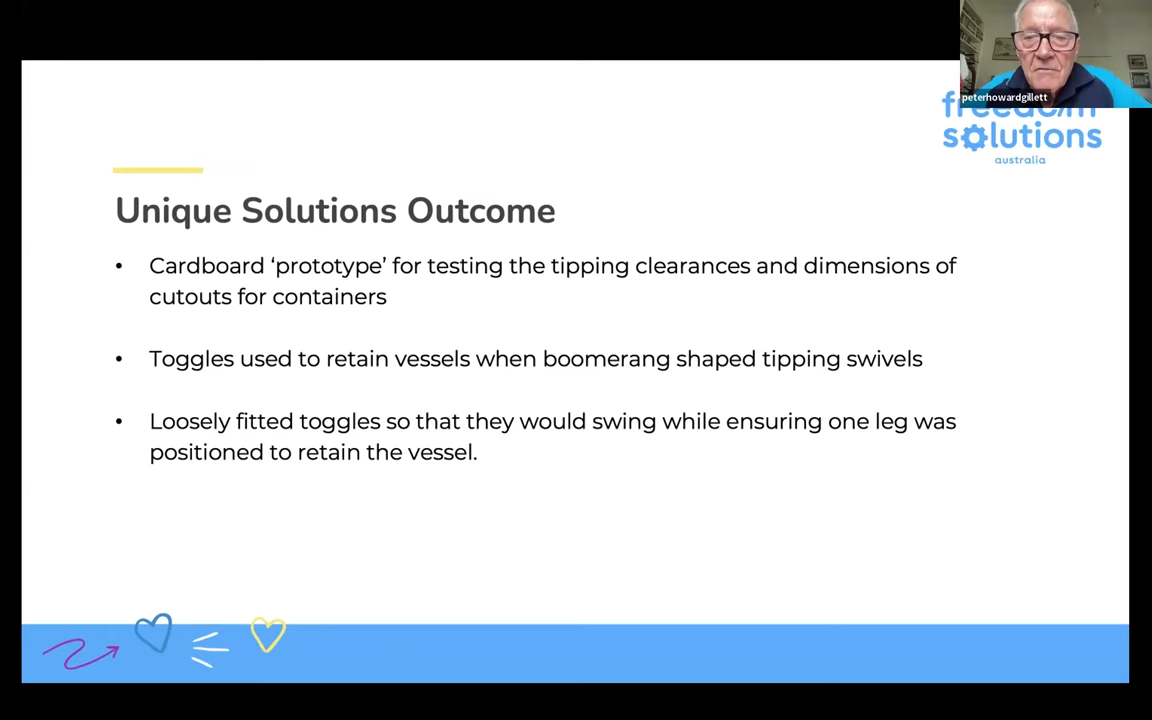 peterhowardgillett
freedom
solutions
australia
Unique Solutions Outcome
• Cardboard ‘prototype’ for testing the tipping clearances and dimensions of
cutouts for containers
• Toggles used to retain vessels when boomerang shaped tipping swivels
• Loosely fitted toggles so that they would swing while ensuring one leg was
positioned to retain the vessel.